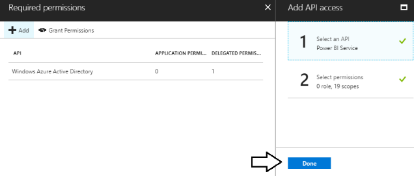 Required permissions
Add
Grant Permissions
API
APPLICATION PERMI...
DELEGATED PERMIS...
Windows Azure Active Directory
0
1
Add API access
1
Select an API
Power BI Service
2
Select permissions
0 role, 19 scopes
Done